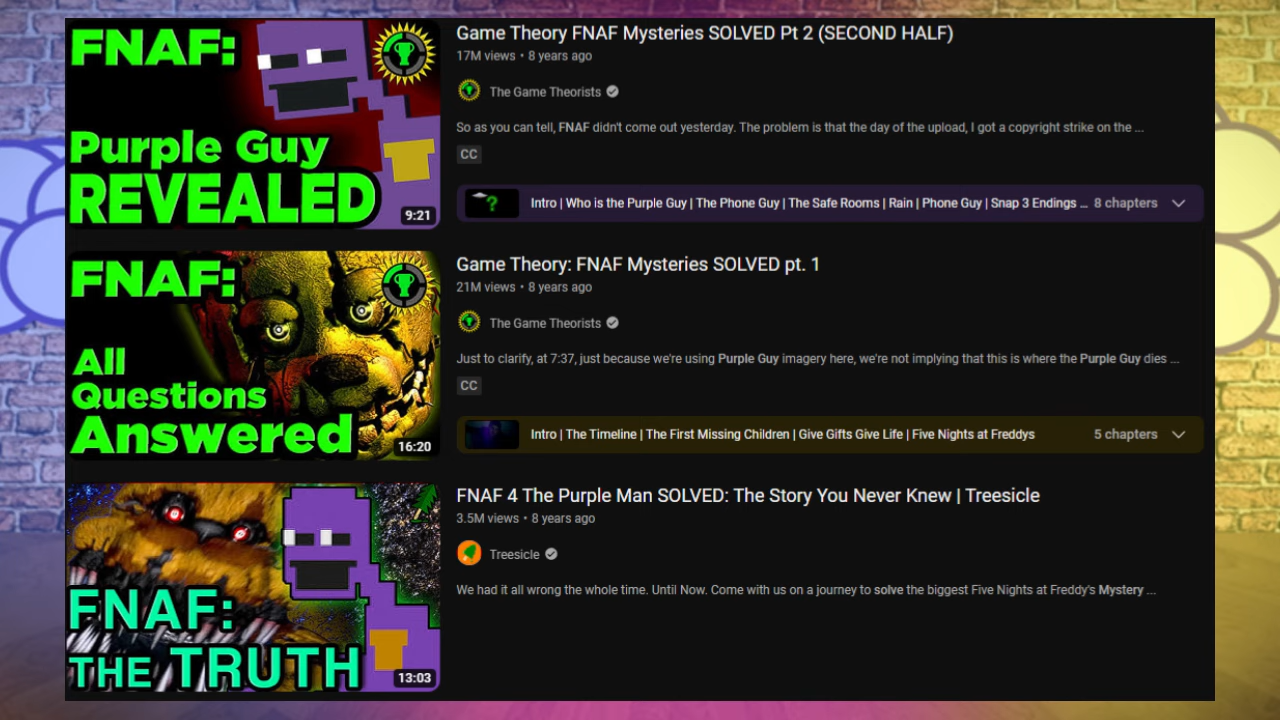 FNAF:
Purple Guy
REVEALED
9:21
Game Theory FNAF Mysteries SOLVED Pt 2 (SECOND HALF)
17M views • 8 years ago
The Game Theorists
So as you can tell, FNAF didn't come out yesterday. The problem is that the day of the upload, I got a copyright strike on the ...
CC
? Intro | Who is the Purple Guy | The Phone Guy | The Safe Rooms | Rain | Phone Guy | Snap 3 Endings ... 8 chapters
FNAF:
All
Questions
Answered
16:20
Game Theory: FNAF Mysteries SOLVED pt. 1
21M views • 8 years ago
The Game Theorists
Just to clarify, at 7:37, just because we're using Purple Guy imagery here, we're not implying that this is where the Purple Guy dies ...
CC
Intro | The Timeline | The First Missing Children | Give Gifts Give Life | Five Nights at Freddys 5 chapters
FNAF:
THE TRUTH
13:03
FNAF 4 The Purple Man SOLVED: The Story You Never Knew | Treesicle
3.5M views • 8 years ago
Treesicle
We had it all wrong the whole time. Until Now. Come with us on a journey to solve the biggest Five Nights at Freddy's Mystery ...